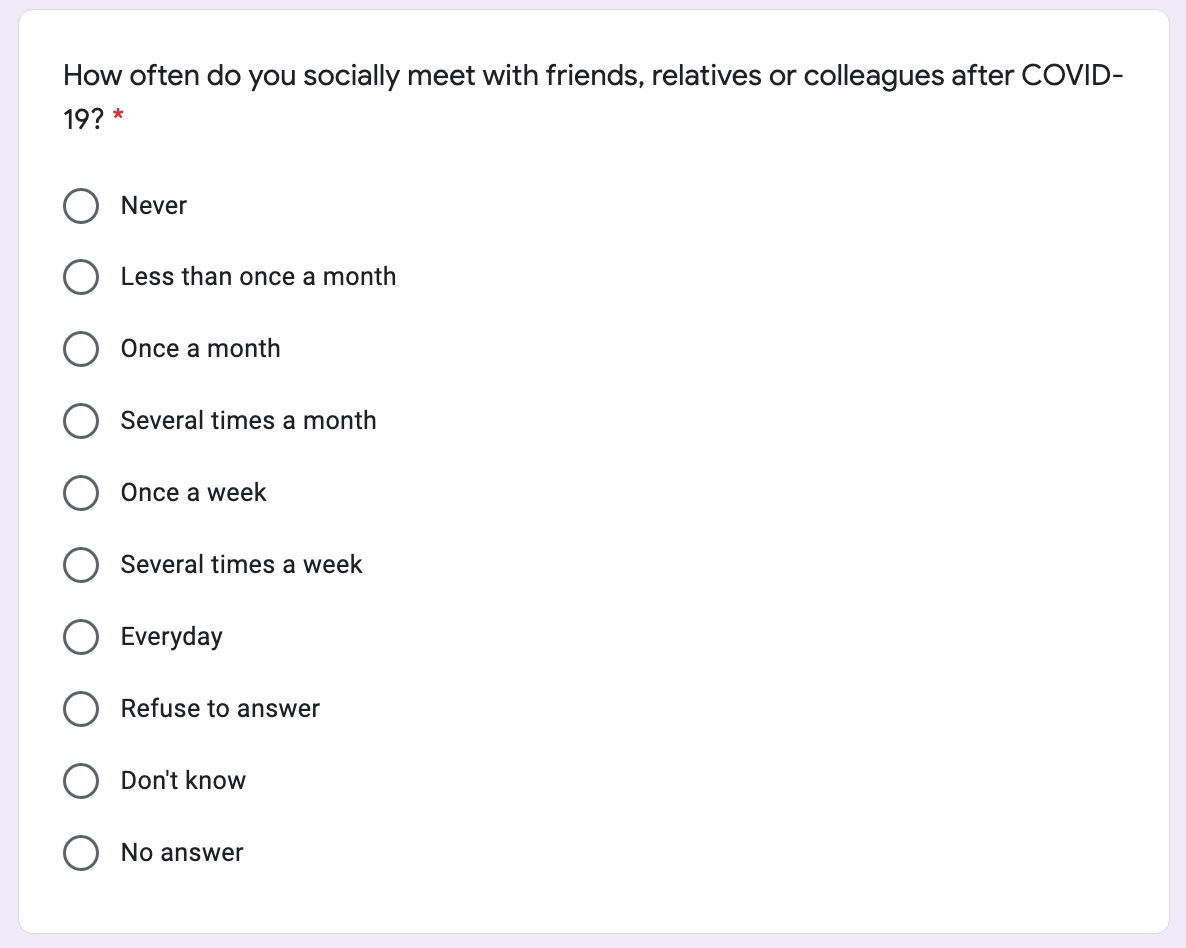 How often do you socially meet with friends, relatives or colleagues after COVID-
19? *
Never
Less than once a month
Once a month
Several times a month
Once a week
Several times a week
Everyday
Refuse to answer
Don't know
No answer